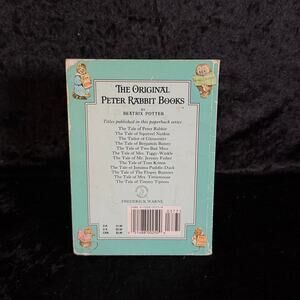 THE ORIGINAL
PETER RABBIT BOOKS
BY
BEATRIX POTTER
Titles published in this paperback series
The Tale of Peter Rabbit
The Tale of Squirrel Nutkin
The Tailor of Gloucester
The Tale of Benjamin Bunny
The Tale of Two Bad Mice
The Tale of Mrs. Tiggy-Winkle
The Tale of Mr. Jeremy Fisher
The Tale of Tom Kitten
The Tale of Jemima Puddle-Duck
The Tale of The Flopsy Bunnies
The Tale of Mrs. Tittlemouse
The Tale of Timmy Tiptoes
FREDERICK WARNE